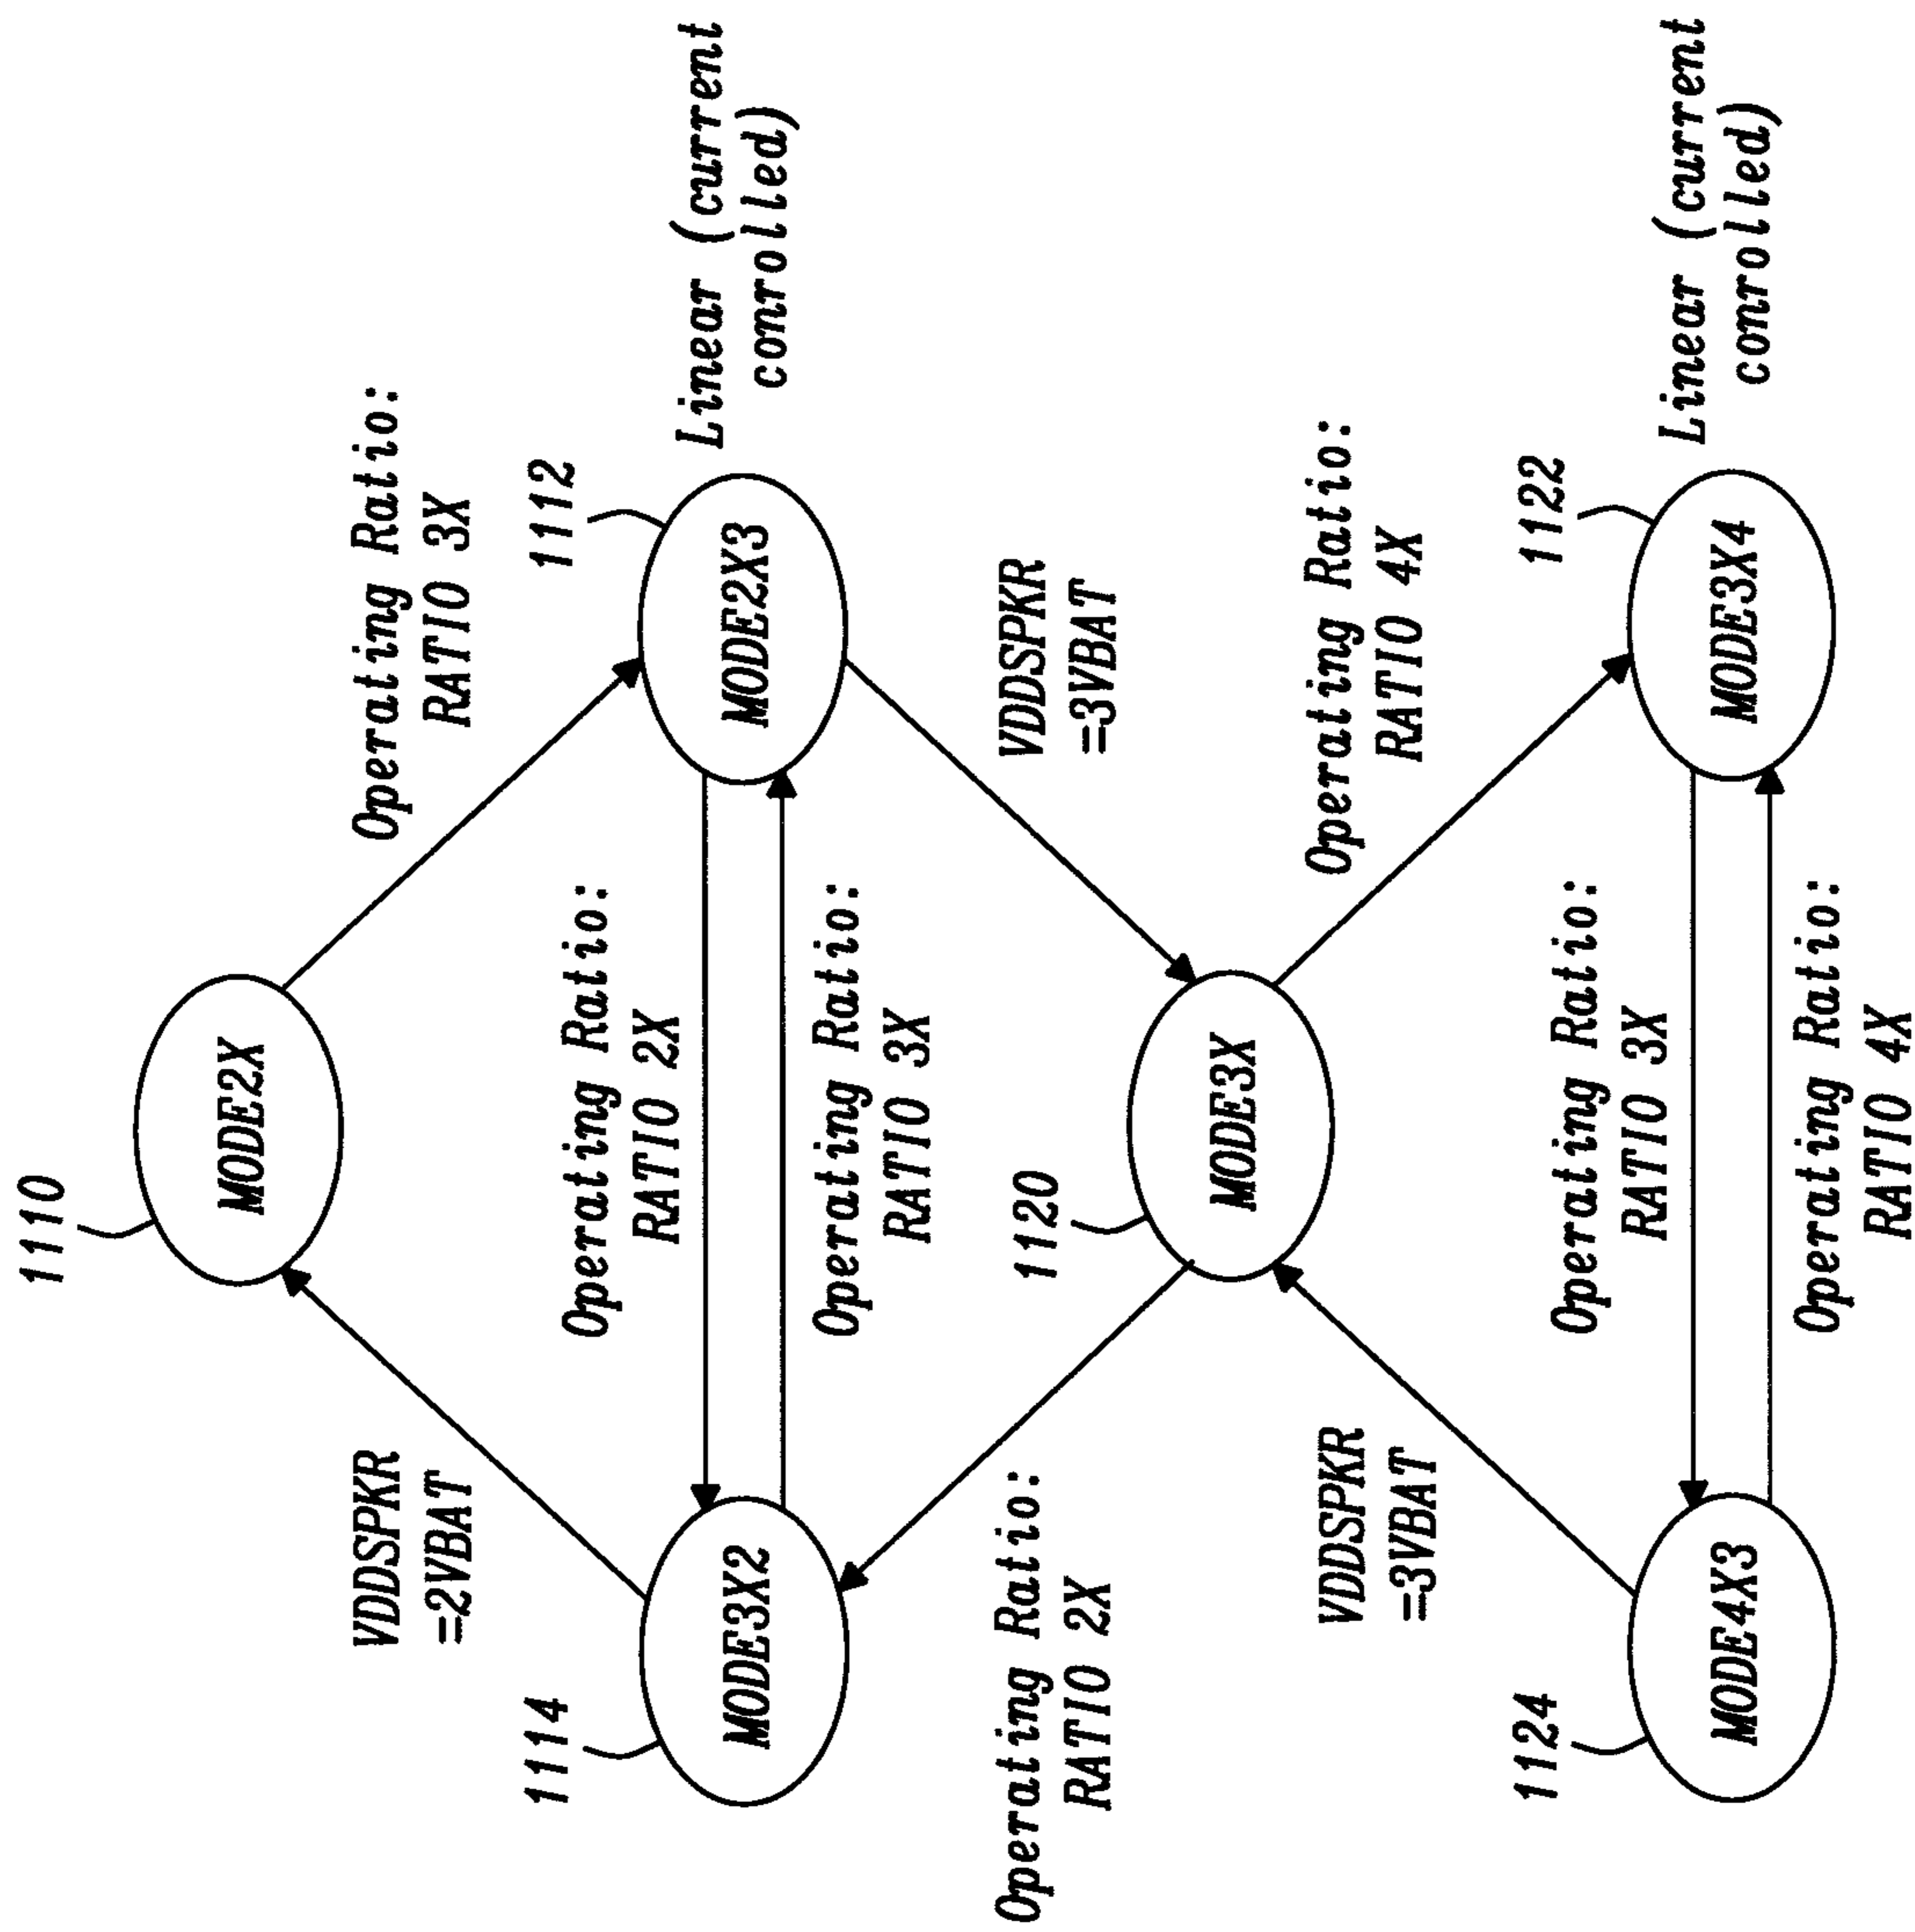 1110
MODE2X
VDDSPKR
=2VBAT
Operating Ratio:
RATIO 3X
1114
1112
Operating Ratio:
RATIO 2X
MODE3X2
MODE2X3
Linear (current
conrolled)
Operating Ratio:
RATIO 3X
Operating Ratio:
RATIO 2X
1120
VDDSPKR
=3VBAT
MODE3X
VDDSPKR
=3VBAT
Operating Ratio:
RATIO 4X
1124
1122
Operating Ratio:
RATIO 3X
MODE4X3
MODE3X4
Linear (current
conrolled)
Operating Ratio:
RATIO 4X